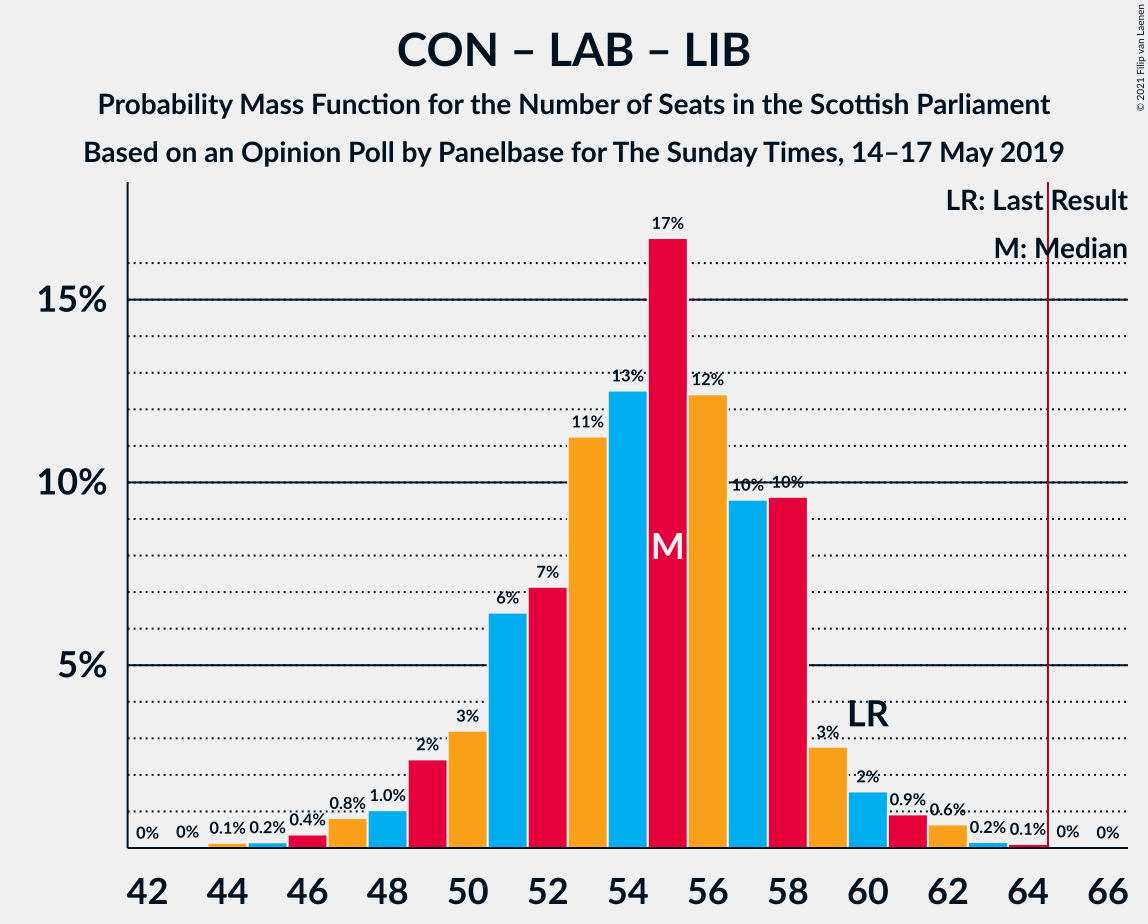 CON – LAB – LIB
Probability Mass Function for the Number of Seats in the Scottish Parliament
Based on an Opinion Poll by Panelbase for The Sunday Times, 14–17 May 2019
© 2021 Filip van Laenen
LR: Last Result
M: Median
15%
10%
5%
0% 0% 0.1% 0.2% 0.4% 0.8% 1.0% 2% 3% 6% 7% 11% 13% 17% 12% 10% 10% 3% 2% 0.9% 0.6% 0.2% 0.1% 0% 0%
M
LR
42 44 46 48 50 52 54 56 58 60 62 64 66